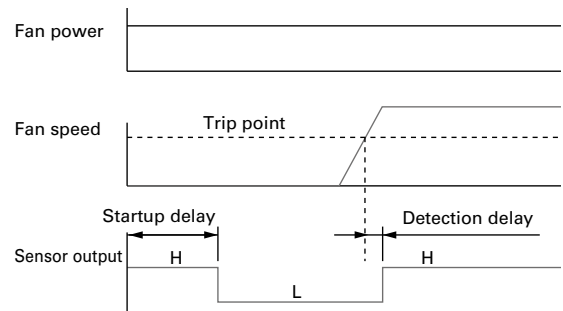 Fan power
Fan speed
Trip point
Startup delay
Detection delay
Sensor output
H
L
H